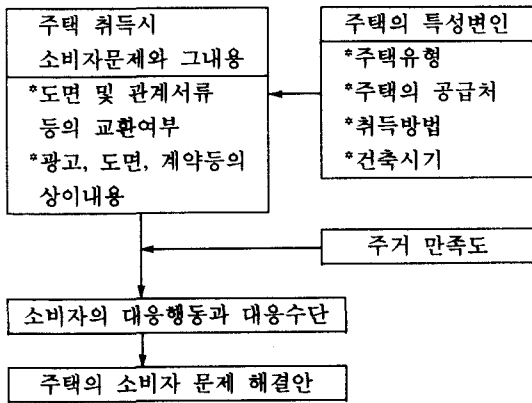 주택 취득시
소비자문제와 그내용
*도면 및 관계서류
등의 교환여부
*광고, 도면, 계약등의
상이내용
주택의 특성변인
*주택유형
*주택의 공급처
*취득방법
*건축시기
주거 만족도
소비자의 대응행동과 대응수단
주택의 소비자 문제 해결안